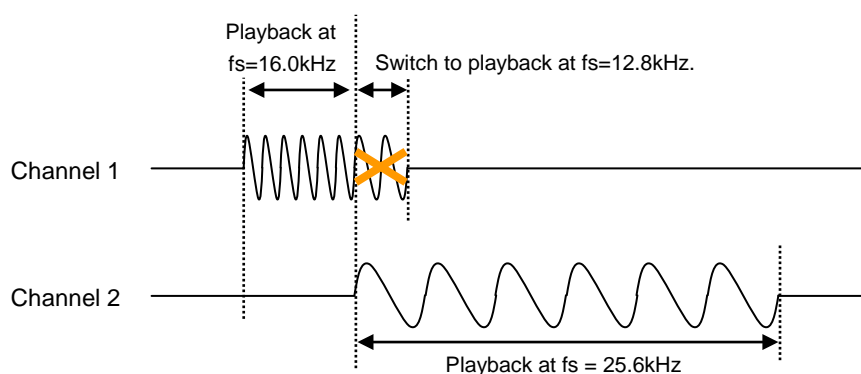 Playback at
fs=16.0kHz
Switch to playback at fs=12.8kHz.
Channel 1
Channel 2
Playback at fs = 25.6kHz